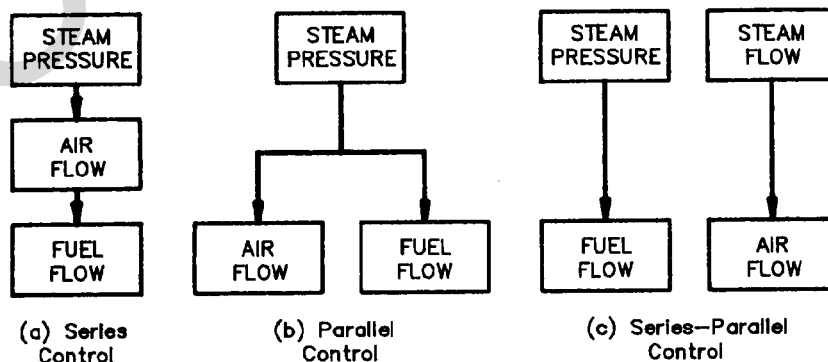 STEAM
PRESSURE
AIR
FLOW
FUEL
FLOW
(a) Series
Control
STEAM
PRESSURE
AIR
FLOW
FUEL
FLOW
(b) Parallel
Control
STEAM
PRESSURE
STEAM
FLOW
FUEL
FLOW
AIR
FLOW
(c) Series-Parallel
Control